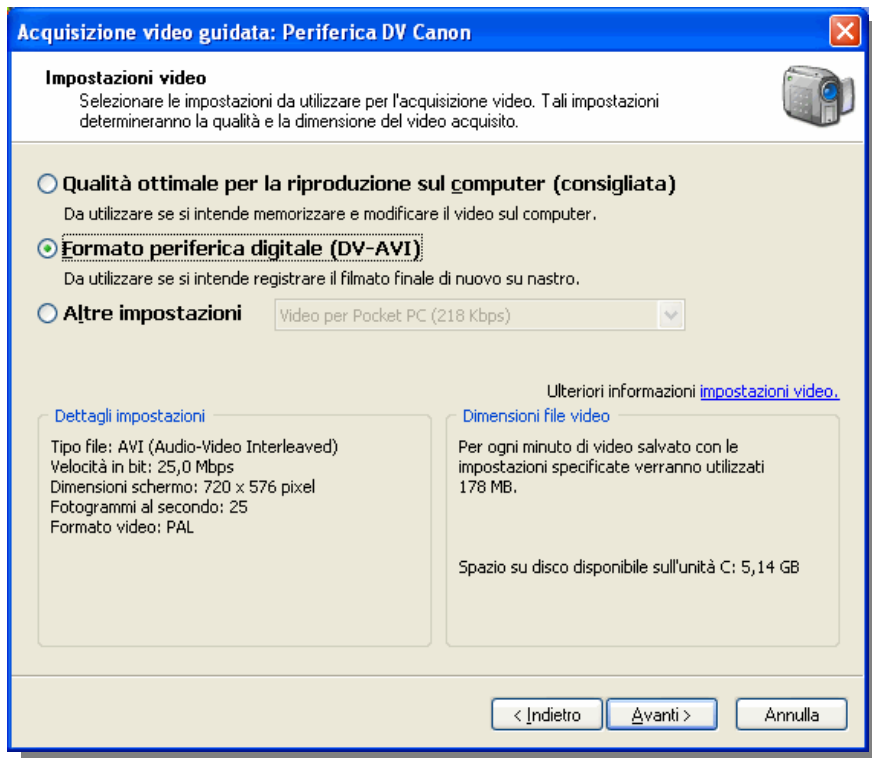 Acquisizione video guidata: Periferica DV Canon
Impostazioni video
Selezionare le impostazioni da utilizzare per l'acquisizione video. Tali impostazioni
determineranno la qualità e la dimensione del video acquisito.
Qualità ottimale per la riproduzione sul computer (consigliata)
Da utilizzare se si intende memorizzare e modificare il video sul computer.
Formato periferica digitale (DV-AVI)
Da utilizzare se si intende registrare il filmato finale di nuovo su nastro.
Altre impostazioni
Video per Pocket PC (218 Kbps)
Ulteriori informazioni impostazioni video.
Dettagli impostazioni
Tipo file: AVI (Audio-Video Interleaved)
Velocità in bit: 25,0 Mbps
Dimensioni schermo: 720 x 576 pixel
Fotogrammi al secondo: 25
Formato video: PAL
Dimensioni file video
Per ogni minuto di video salvato con le
impostazioni specificate verranno utilizzati
178 MB.
Spazio su disco disponibile sull'unità C: 5,14 GB
< Indietro
Avanti >
Annulla